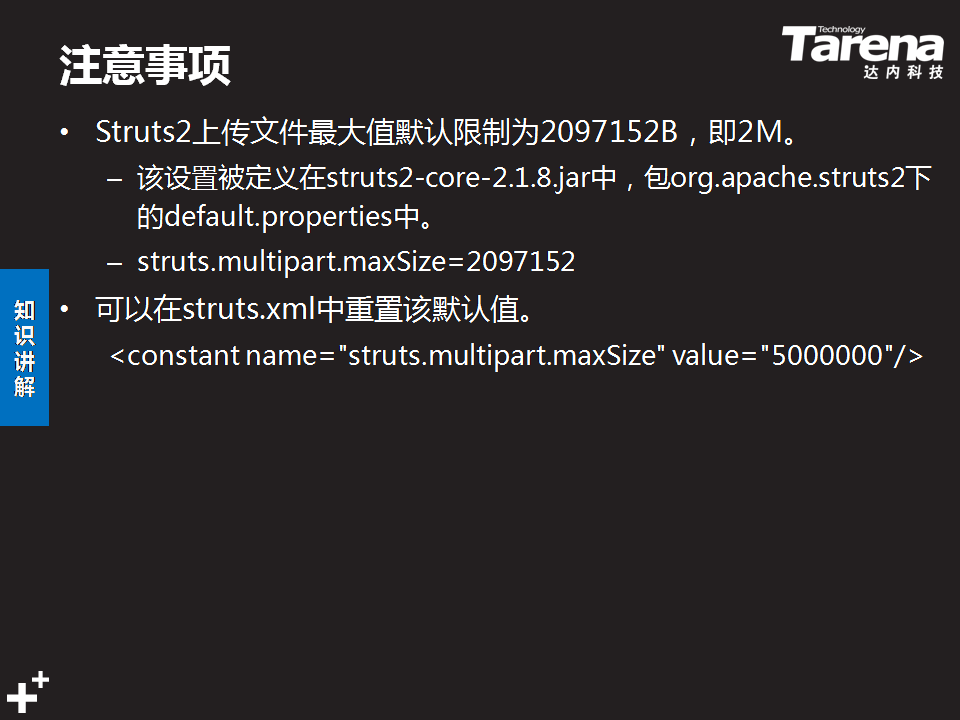 注意事项
Technology
Tarena
达内科技
• Struts2上传文件最大值默认限制为2097152B，即2M。
– 该设置被定义在struts2-core-2.1.8.jar中，包org.apache.struts2下
的default.properties中。
– struts.multipart.maxSize=2097152
• 可以在struts.xml中重置该默认值。
<constant name="struts.multipart.maxSize" value="5000000"/>
知识讲解